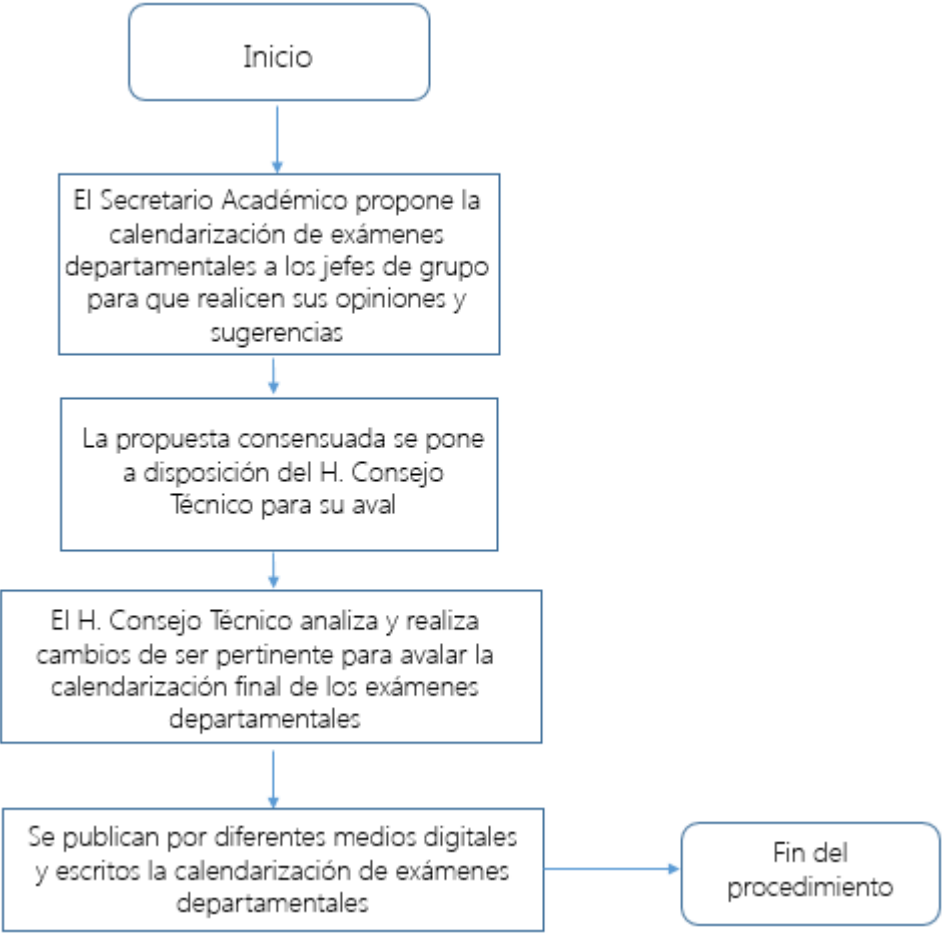 Inicio
El Secretario Académico propone la
calendarización de exámenes
departamentales a los jefes de grupo
para que realicen sus opiniones y
sugerencias
La propuesta consensuada se pone
a disposición del H. Consejo
Técnico para su aval
El H. Consejo Técnico analiza y realiza
cambios de ser pertinente para avalar la
calendarización final de los exámenes
departamentales
Se publican por diferentes medios digitales
y escritos la calendarización de exámenes
departamentales
Fin del
procedimiento